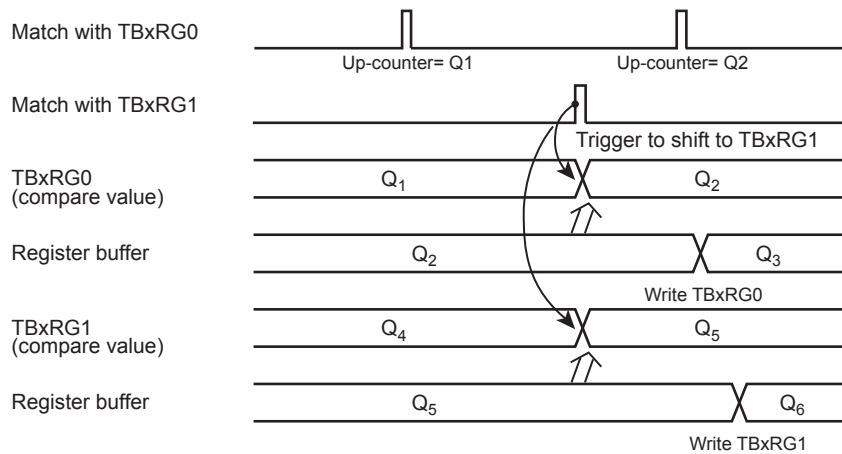 Match with TBxRG0
Up-counter= Q1
Up-counter= Q2
Match with TBxRG1
Trigger to shift to TBxRG1
TBxRG0
(compare value)
Q1
Q2
Register buffer
Q2
Q3
Write TBxRG0
TBxRG1
(compare value)
Q4
Q5
Register buffer
Q5
Q6
Write TBxRG1